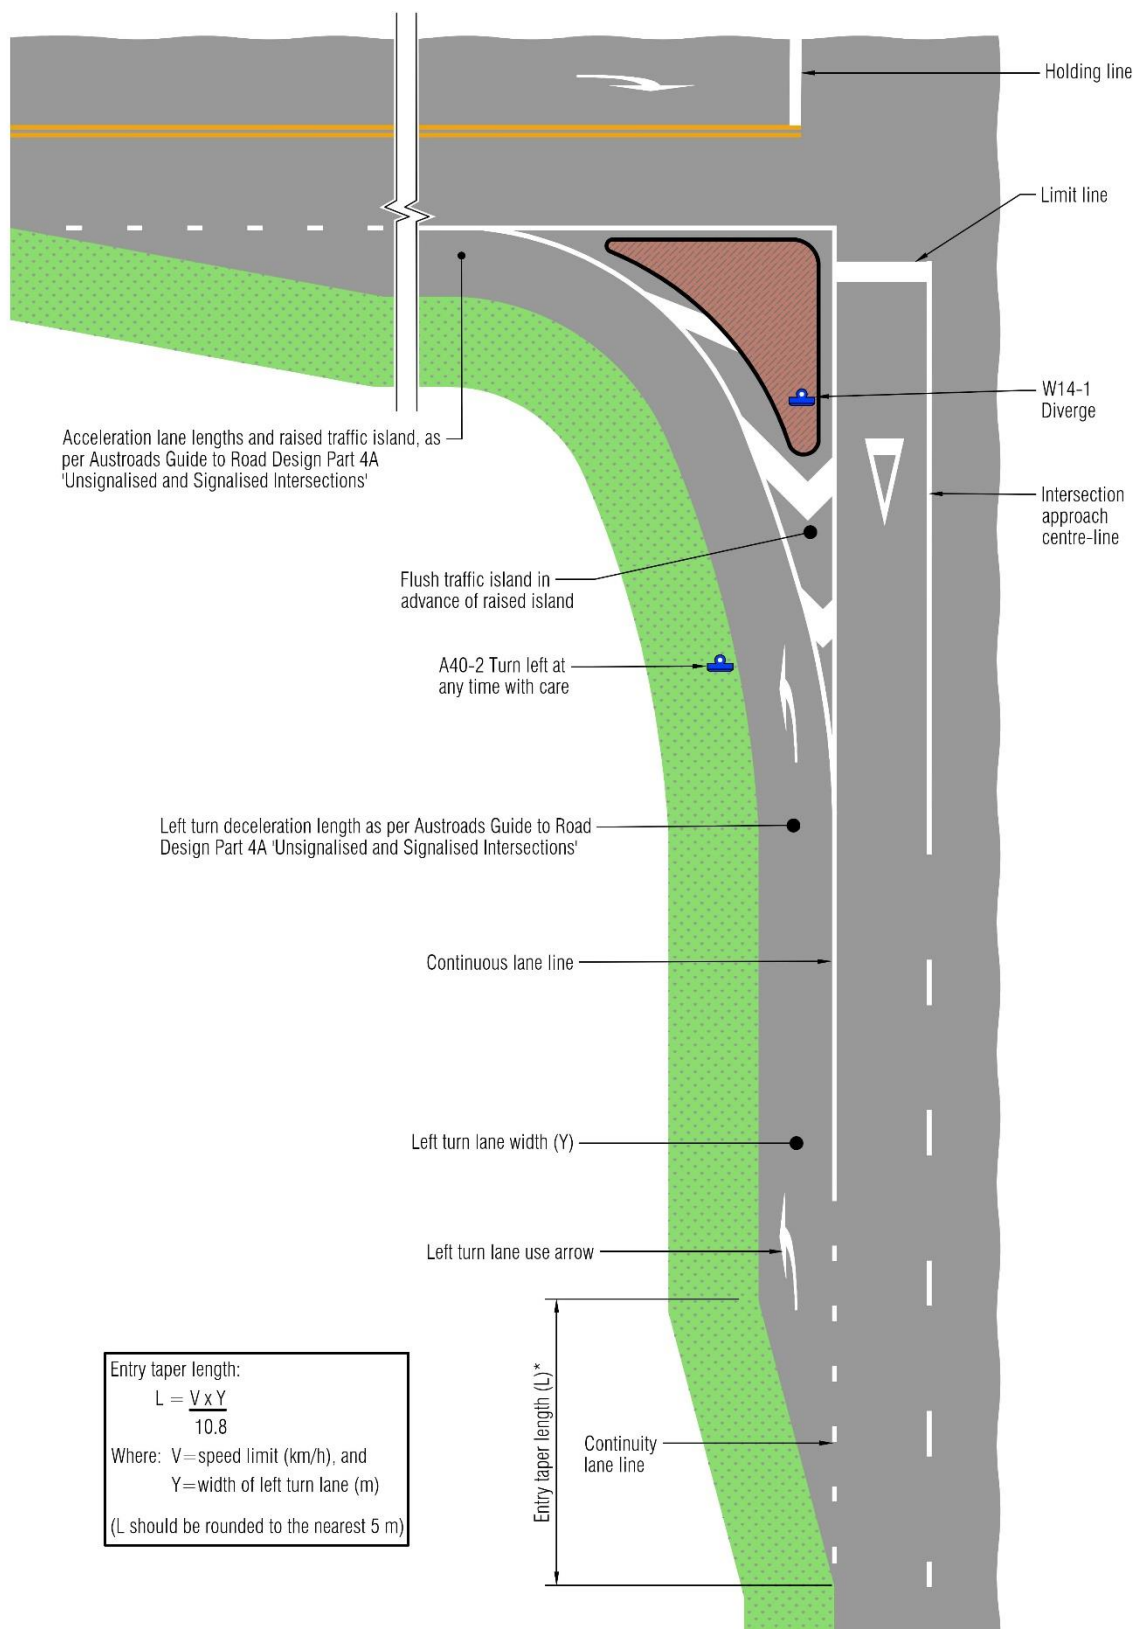 Holding line
Limit line
W14-1
Diverge
Acceleration lane lengths and raised traffic island, as
per Austroads Guide to Road Design Part 4A
'Unsignalised and Signalised Intersections'
Intersection
approach
centre-line
Flush traffic island in
advance of raised island
A40-2 Turn left at
any time with care
Left turn deceleration length as per Austroads Guide to Road
Design Part 4A 'Unsignalised and Signalised Intersections'
Continuous lane line
Left turn lane width (Y)
Left turn lane use arrow
Entry taper length (L)*
Continuity
lane line
Entry taper length:
L = V x Y
10.8
Where: V=speed limit (km/h), and
Y=width of left turn lane (m)
(L should be rounded to the nearest 5 m)